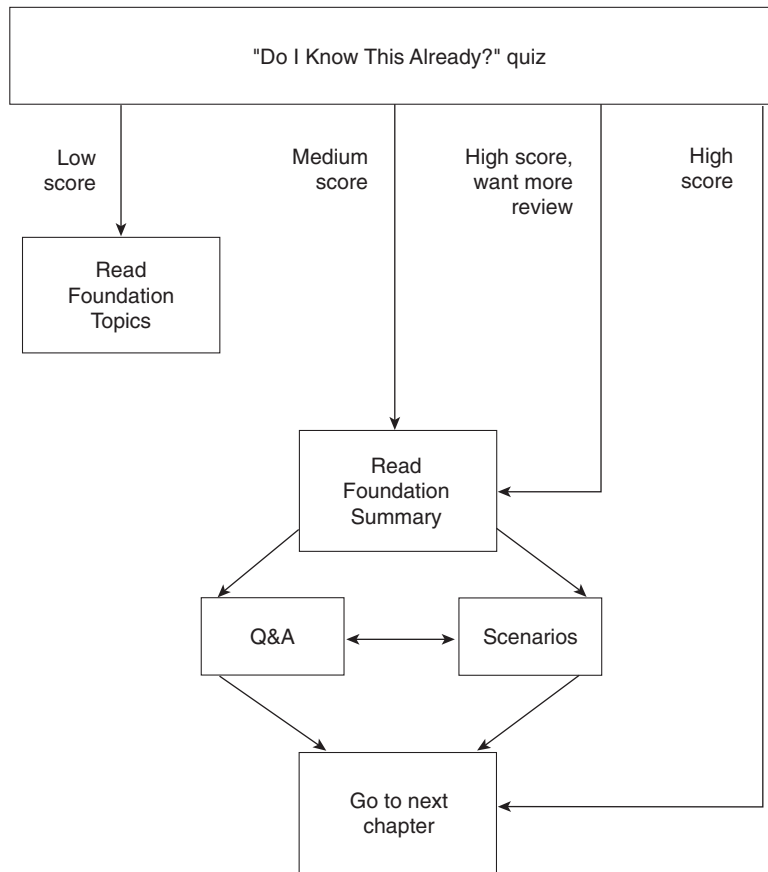 "Do I Know This Already?" quiz
Low
score
Medium
score
High score,
want more
review
High
score
Read
Foundation
Topics
Read
Foundation
Summary
Q&A
Scenarios
Go to next
chapter